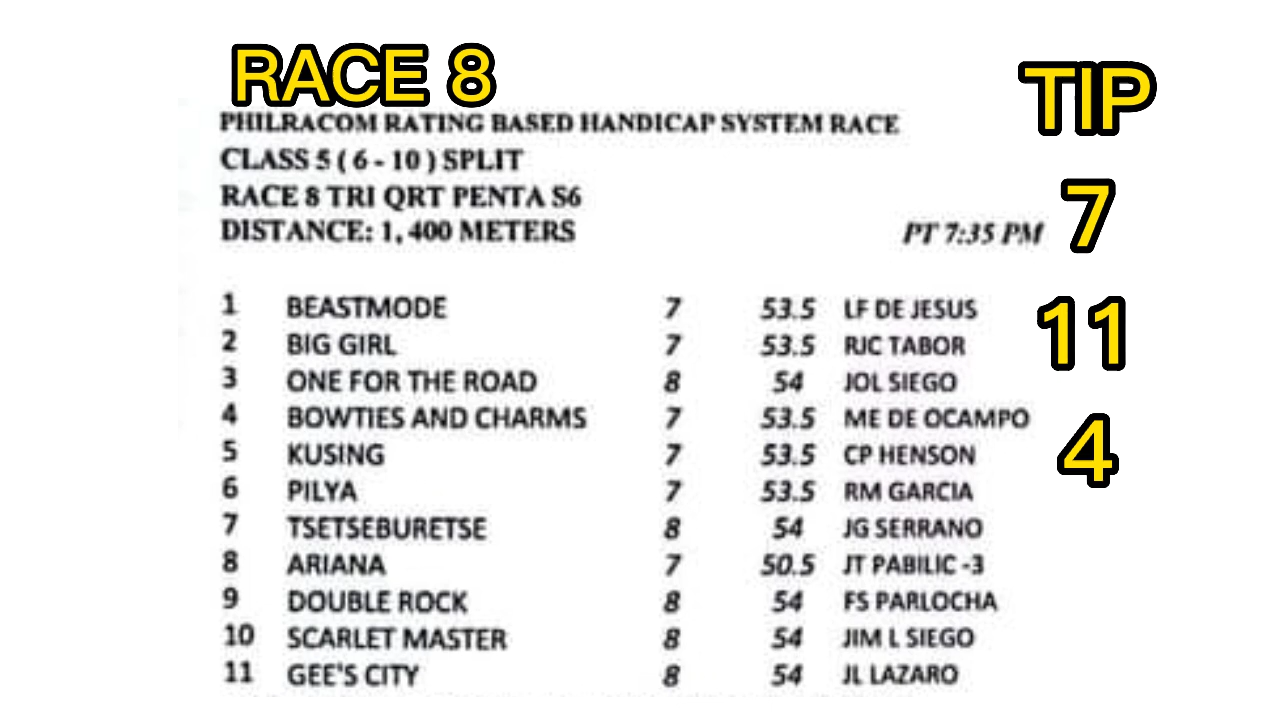 RACE 8
TIP
PHILRACOM RATING BASED HANDICAP SYSTEM RACE
CLASS 5 ( 6 - 10 ) SPLIT
RACE 8 TRI QRT PENTA S6
DISTANCE: 1, 400 METERS PT 7:35 PM
7
11
4
1 BEASTMODE 7 53.5 LF DE JESUS
2 BIG GIRL 7 53.5 RJC TABOR
3 ONE FOR THE ROAD 8 54 JOL SIEGO
4 BOWTIES AND CHARMS 7 53.5 ME DE OCAMPO
5 KUSING 7 53.5 CP HENSON
6 PILYA 7 53.5 RM GARCIA
7 TSETSEBURETSE 8 54 JG SERRANO
8 ARIANA 7 50.5 JT PABILIC -3
9 DOUBLE ROCK 8 54 FS PARLOCHA
10 SCARLET MASTER 8 54 JIM L SIEGO
11 GEE'S CITY 8 54 JL LAZARO